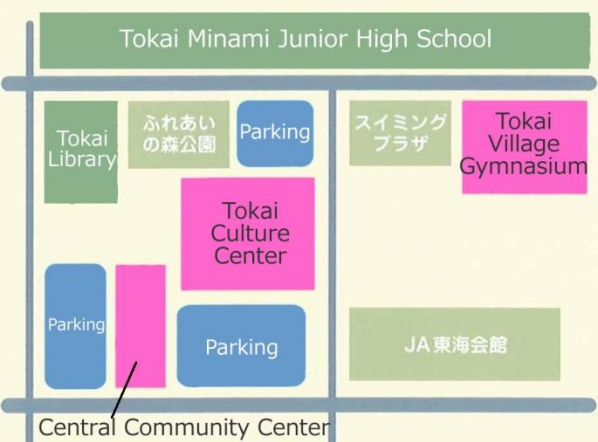 Tokai Minami Junior High School
Tokai
Library
ふれあい
の森公園
Parking
スイミング
プラザ
Tokai
Village
Gymnasium
Tokai
Culture
Center
Parking
Parking
JA東海会館
Central Community Center